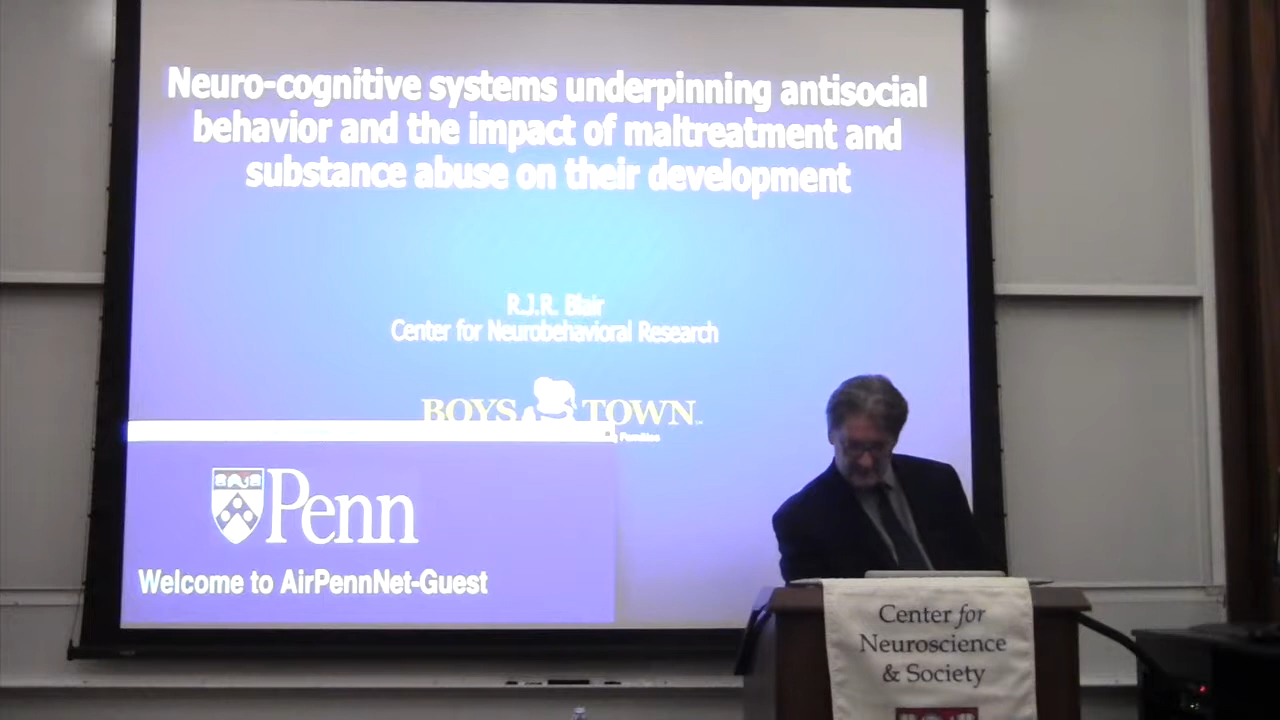 Neuro-cognitive systems underpinning antisocial
behavior and the impact of maltreatment and
substance abuse on their development
R.J.R. Blair
Center for Neurobehavioral Research
BOYS TOWN
Families
Penn
Welcome to AirPennNet-Guest
Center for
Neuroscience
& Society